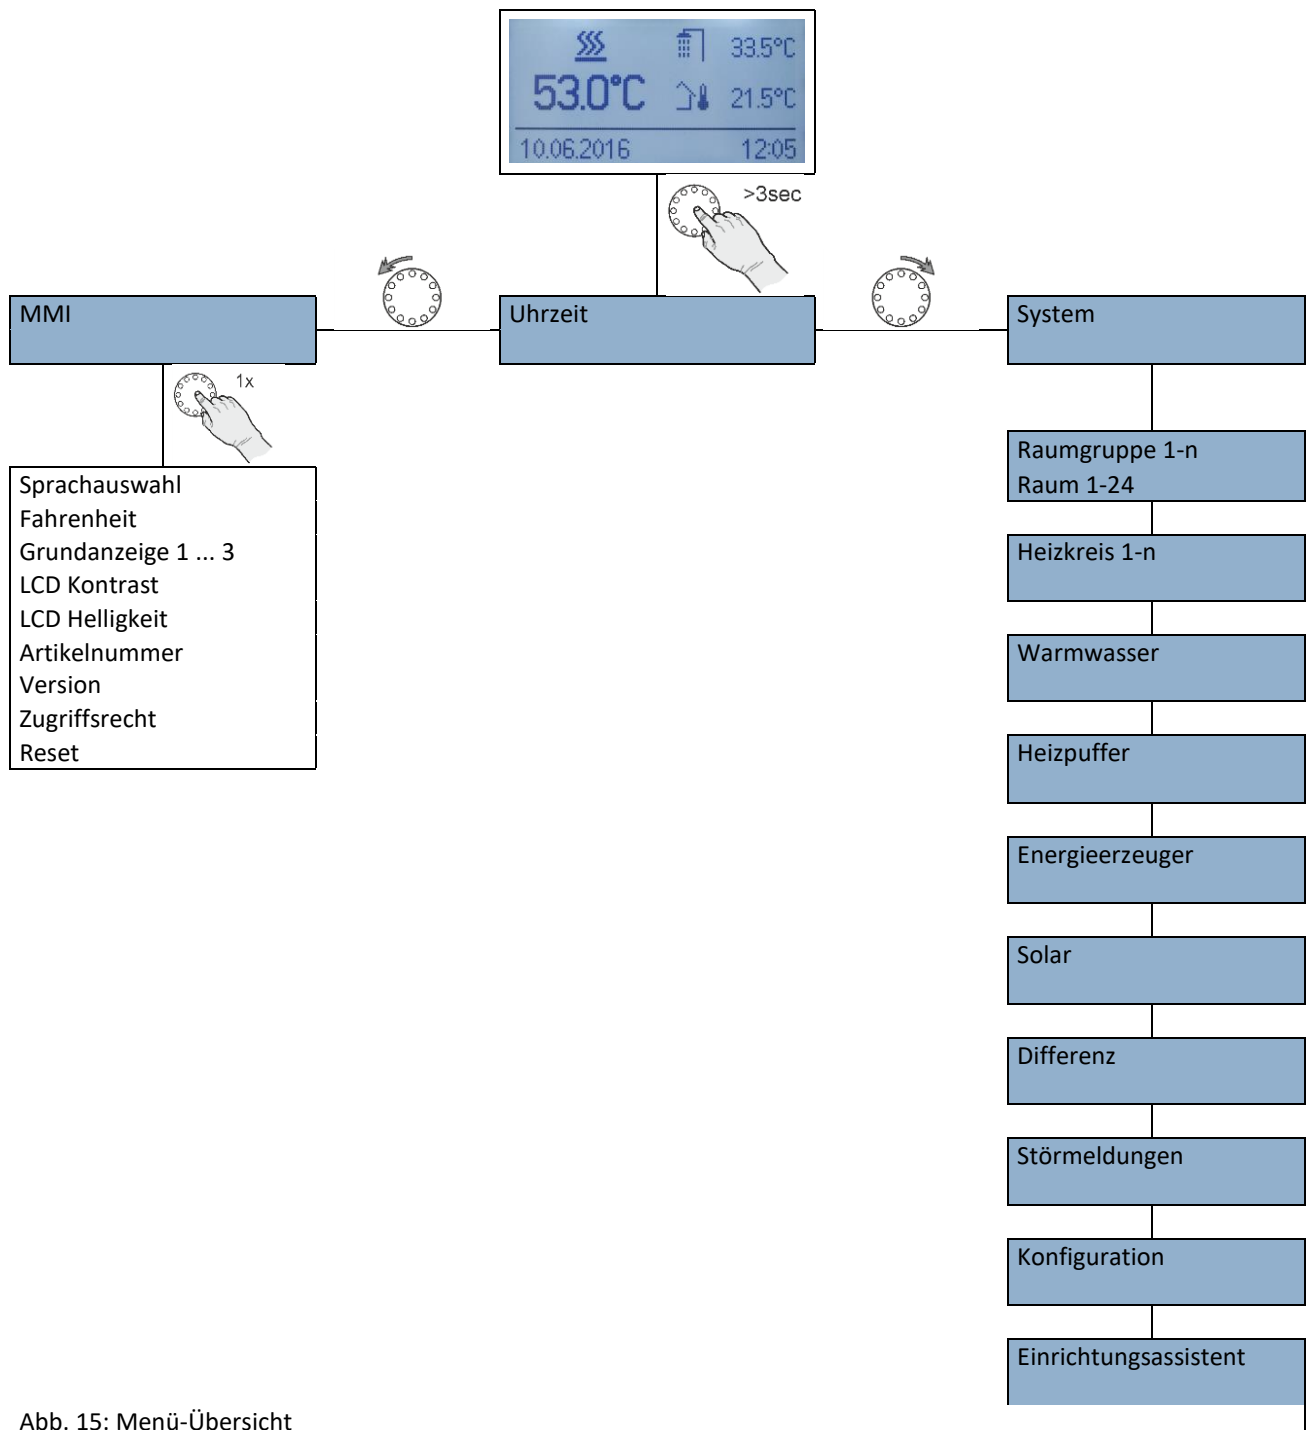 33.5°C
53.0°C
21.5°C
10.06.2016 12:05
>3sec
MMI
Uhrzeit
System
1x
Sprachauswahl
Fahrenheit
Grundanzeige 1 ... 3
LCD Kontrast
LCD Helligkeit
Artikelnummer
Version
Zugriffsrecht
Reset
Raumgruppe 1-n
Raum 1-24
Heizkreis 1-n
Warmwasser
Heizpuffer
Energieerzeuger
Solar
Differenz
Störmeldungen
Konfiguration
Einrichtungsassistent
Abb. 15: Menü-Übersicht